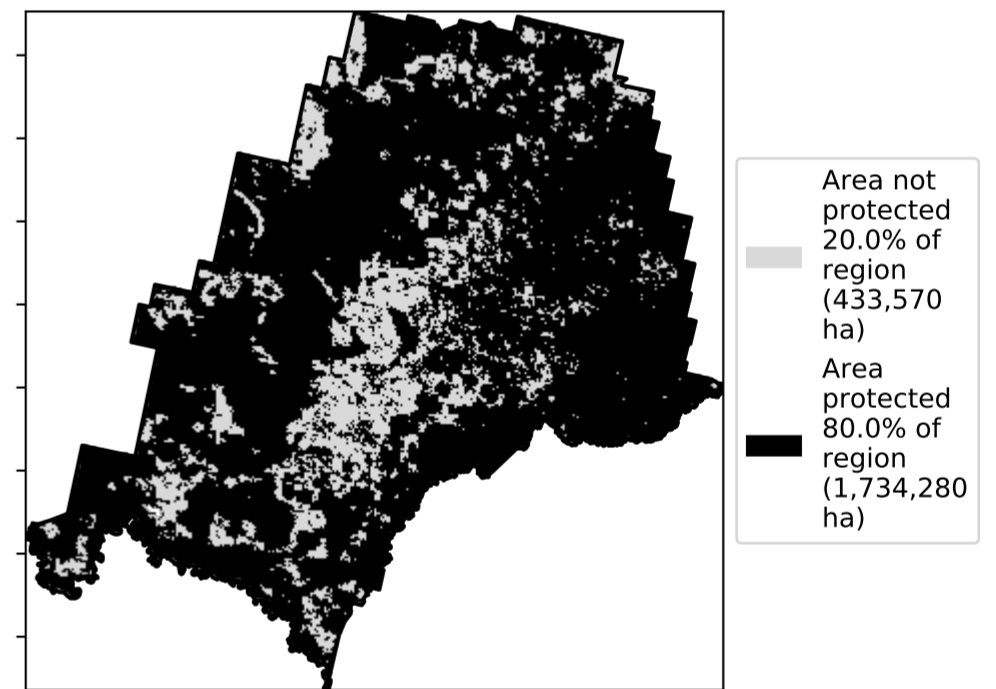 Area not
protected
20.0% of
region
(433,570
ha)
Area
protected
80.0% of
region
(1,734,280
ha)